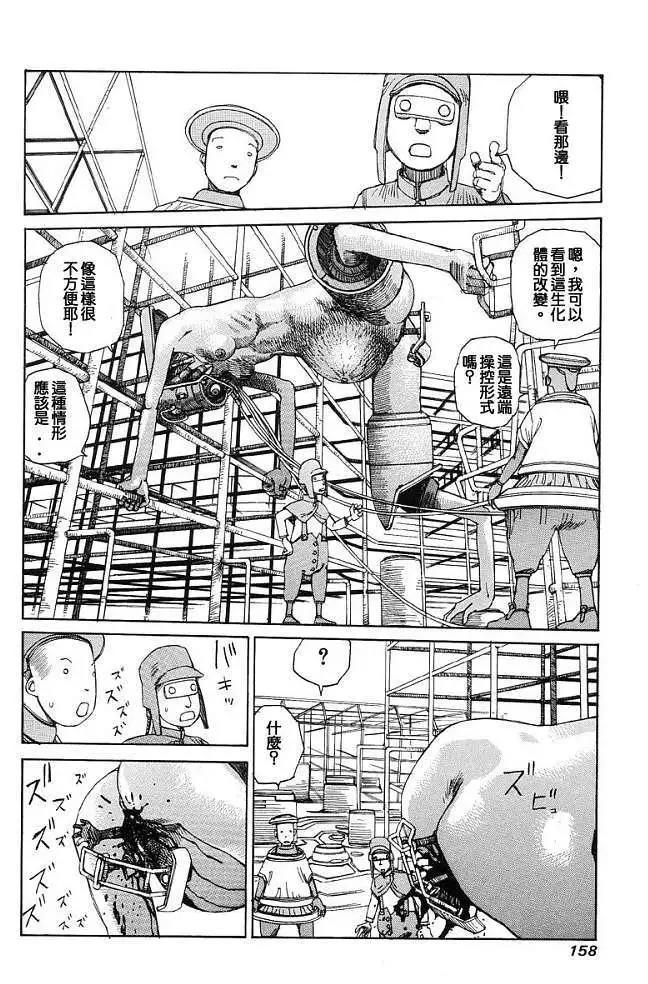 喂！看那邊！
嗯，我可以
看到這生化
體的改變。
這是遠端
操控形式
嗎？
像這樣很
不方便耶！
這種情形
應該是．．
バキッ
ズズズ
？
什麼？
ズビュ
ズズズ
ズズ
158